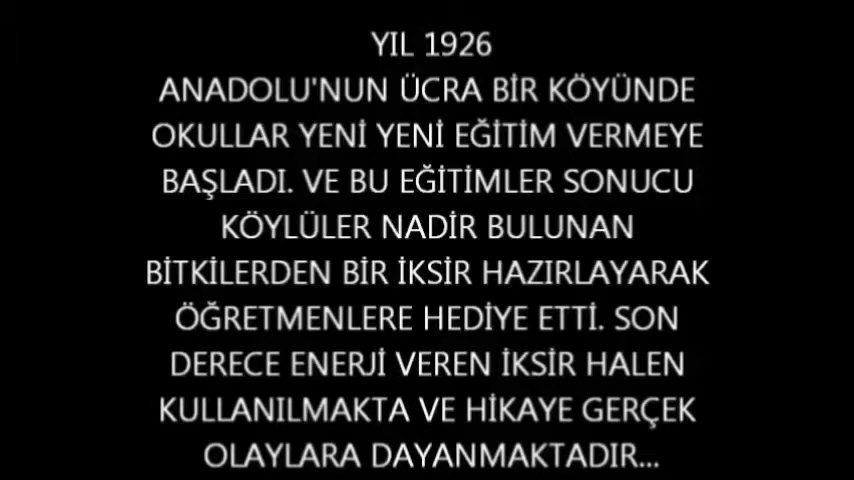 YIL 1926
ANADOLU'NUN ÜCRA BİR KÖYÜNDE
OKULLAR YENİ YENİ EĞİTİM VERMEYE
BAŞLADI. VE BU EĞİTİMLER SONUCU
KÖYLÜLER NADİR BULUNAN
BİTKİLERDEN BİR İKSİR HAZIRLAYARAK
ÖĞRETMENLERE HEDİYE ETTİ. SON
DERECE ENERJİ VEREN İKSİR HALEN
KULLANILMAKTA VE HİKAYE GERÇEK
OLAYLARA DAYANMAKTADIR...